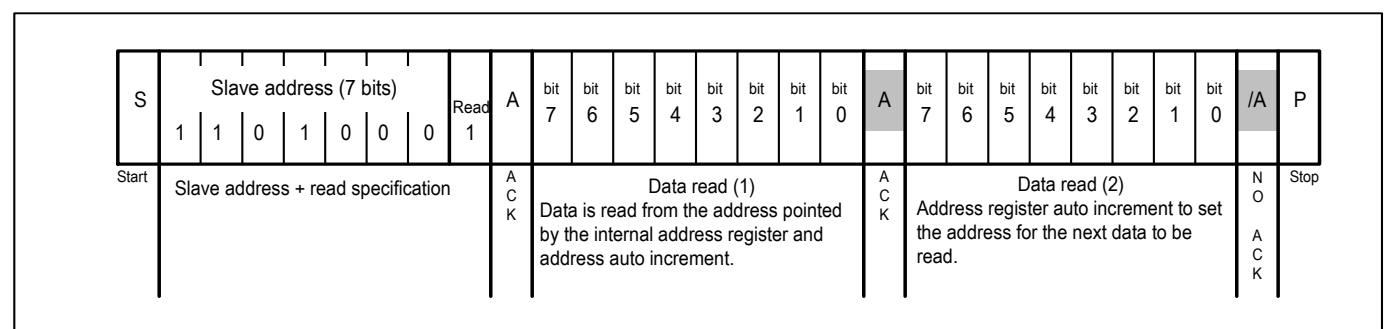 S
Slave address (7 bits)
1 1 0 1 0 0 0
Read
1
A
bit bit bit bit bit bit bit bit
7 6 5 4 3 2 1 0
A
bit bit bit bit bit bit bit bit
7 6 5 4 3 2 1 0
/A
P
Start
Slave address + read specification
A
C
K
Data read (1)
Data is read from the address pointed
by the internal address register and
address auto increment.
A
C
K
Data read (2)
Address register auto increment to set
the address for the next data to be
read.
N
O
A
C
K
Stop